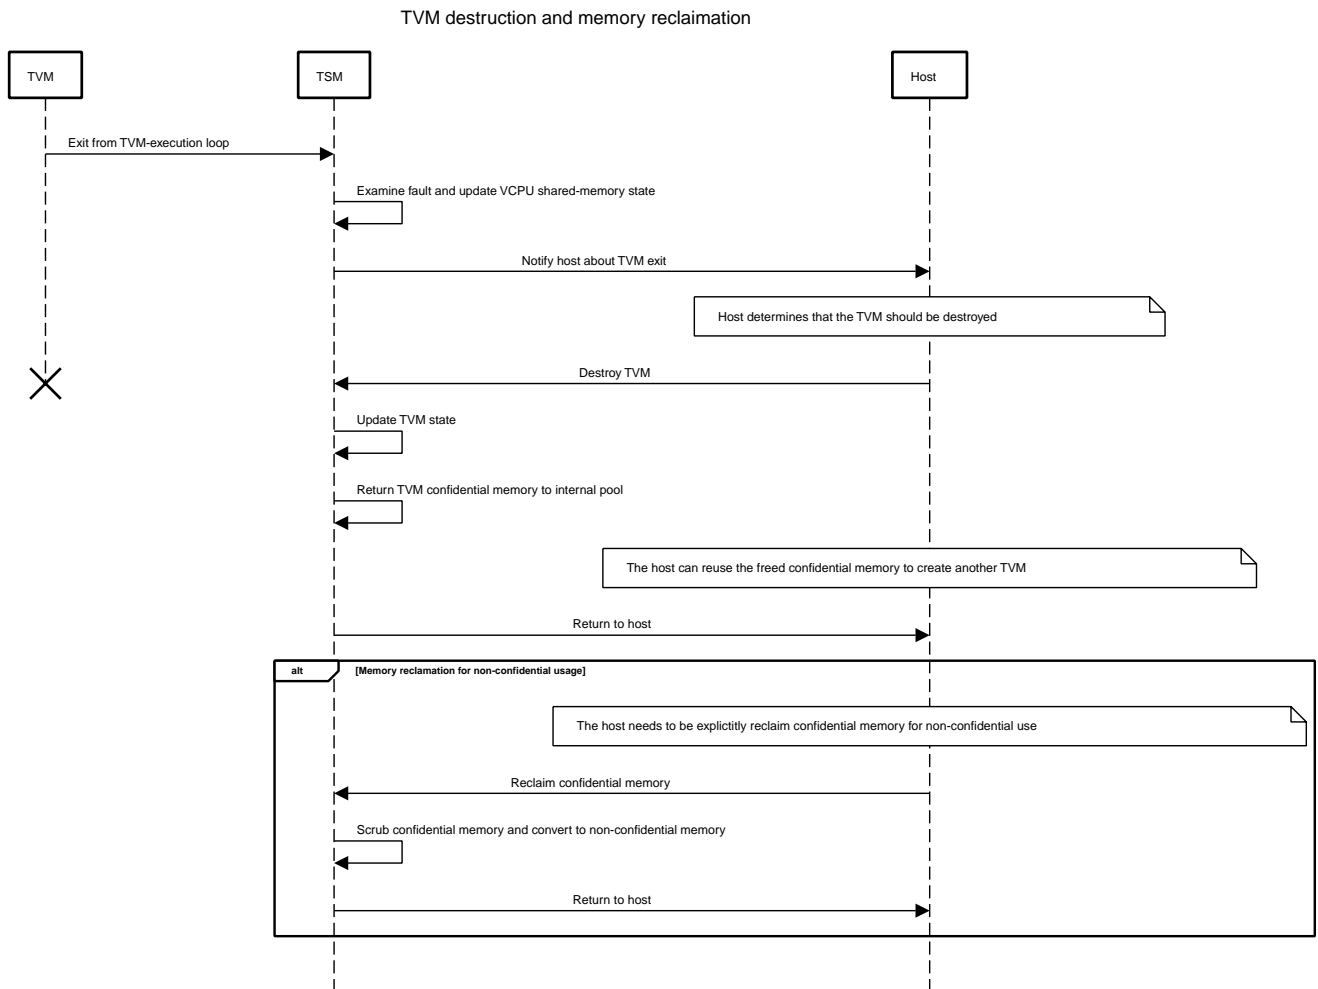 TVM destruction and memory reclaimation
TVM
TSM
Host
Exit from TVM-execution loop
Examine fault and update VCPU shared-memory state
Notify host about TVM exit
Host determines that the TVM should be destroyed
Destroy TVM
Update TVM state
Return TVM confidential memory to internal pool
The host can reuse the freed confidential memory to create another TVM
Return to host
alt
[Memory reclamation for non-confidential usage]
The host needs to be explictitly reclaim confidential memory for non-confidential use
Reclaim confidential memory
Scrub confidential memory and convert to non-confidential memory
Return to host